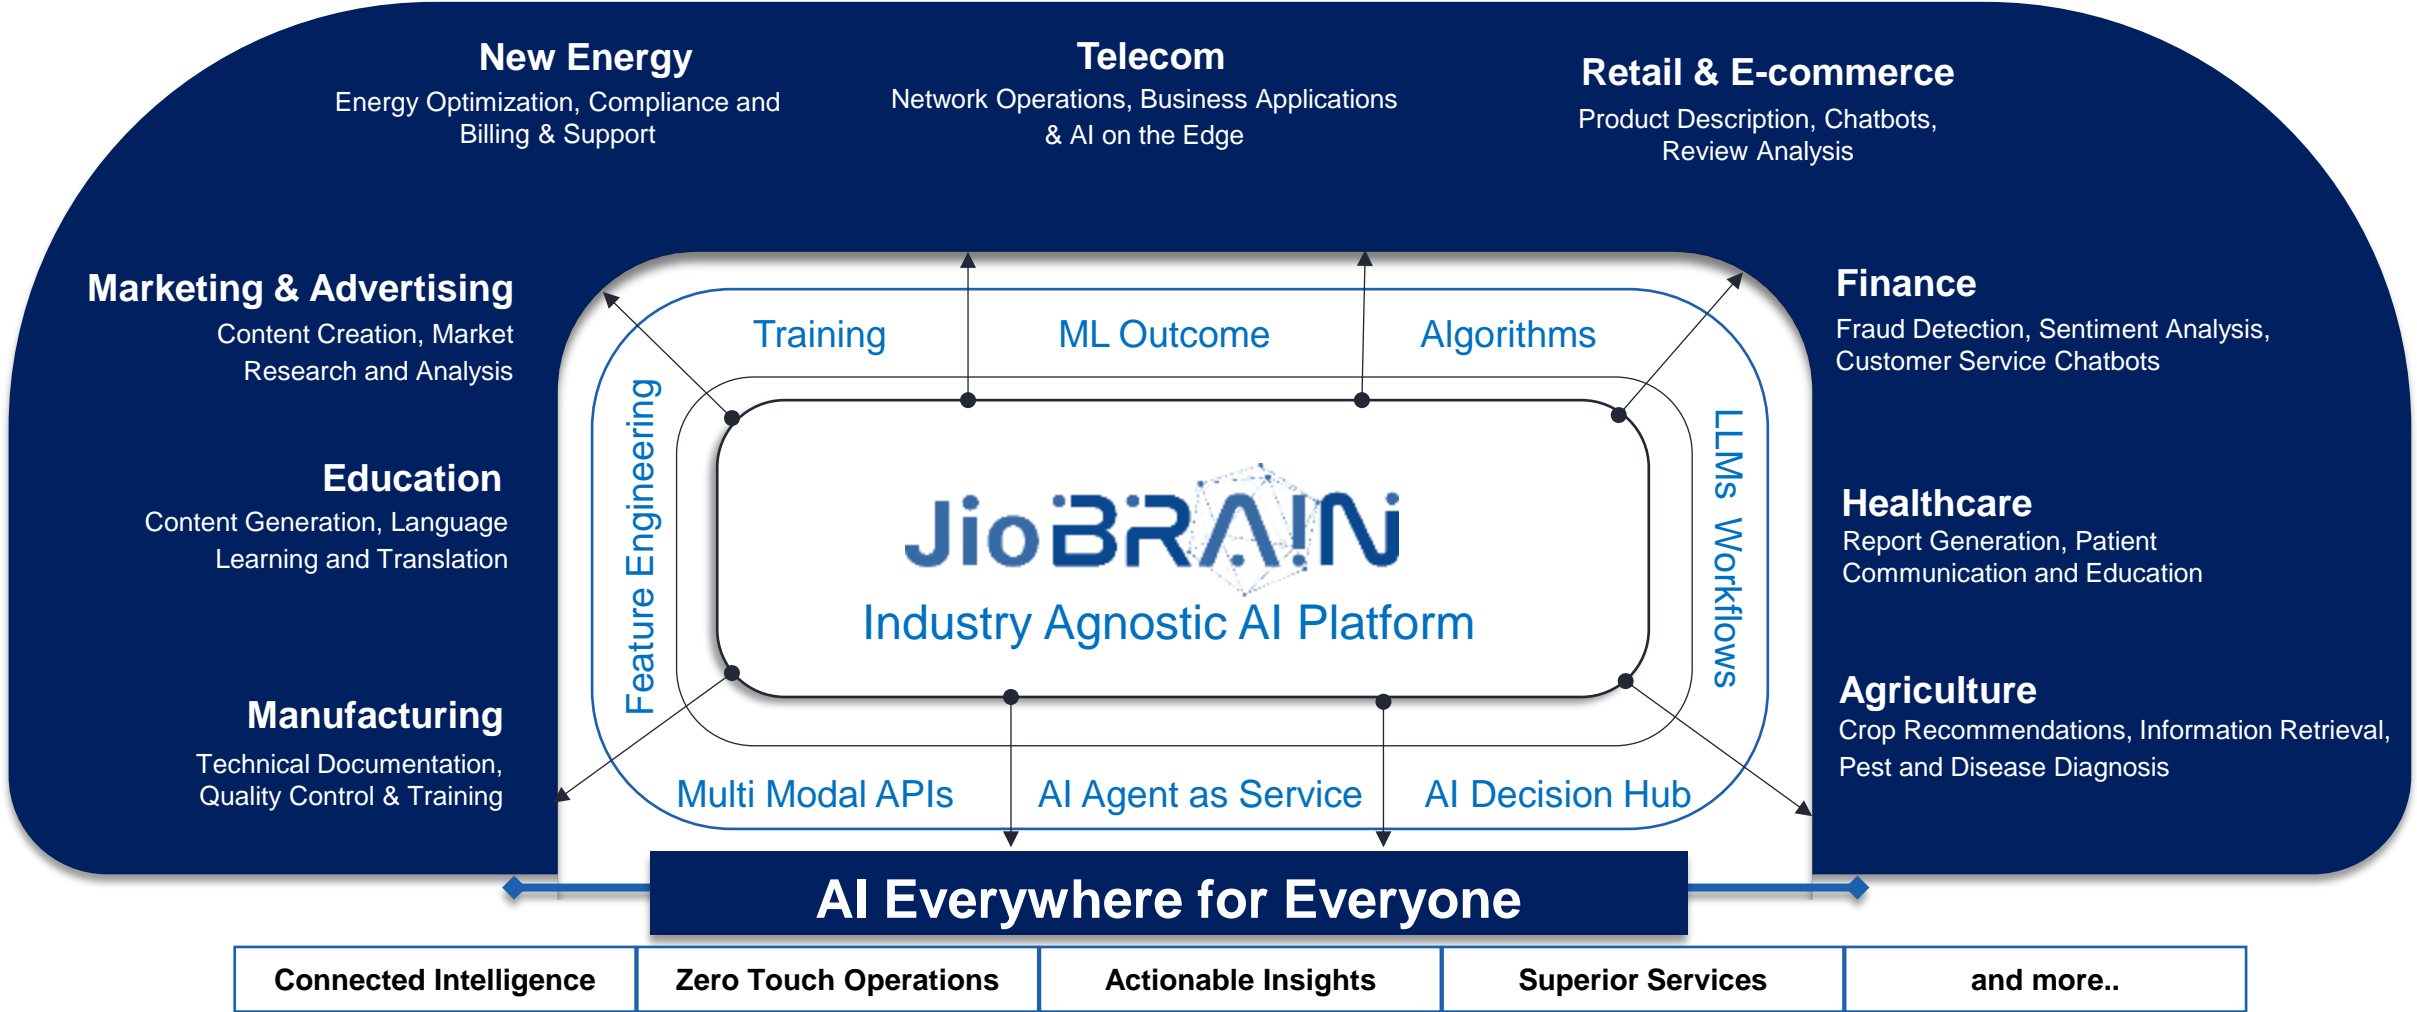 New Energy
Energy Optimization, Compliance and
Billing & Support
Telecom
Network Operations, Business Applications
& AI on the Edge
Retail & E-commerce
Product Description, Chatbots,
Review Analysis
Marketing & Advertising
Content Creation, Market
Research and Analysis
Education
Content Generation, Language
Learning and Translation
Manufacturing
Technical Documentation,
Quality Control & Training
Training
ML Outcome
Algorithms
Feature Engineering
JioBRAIN
Industry Agnostic AI Platform
LLMs Workflows
Multi Modal APIs
AI Agent as Service
AI Decision Hub
Finance
Fraud Detection, Sentiment Analysis,
Customer Service Chatbots
Healthcare
Report Generation, Patient
Communication and Education
Agriculture
Crop Recommendations, Information Retrieval,
Pest and Disease Diagnosis
AI Everywhere for Everyone
Connected Intelligence
Zero Touch Operations
Actionable Insights
Superior Services
and more..